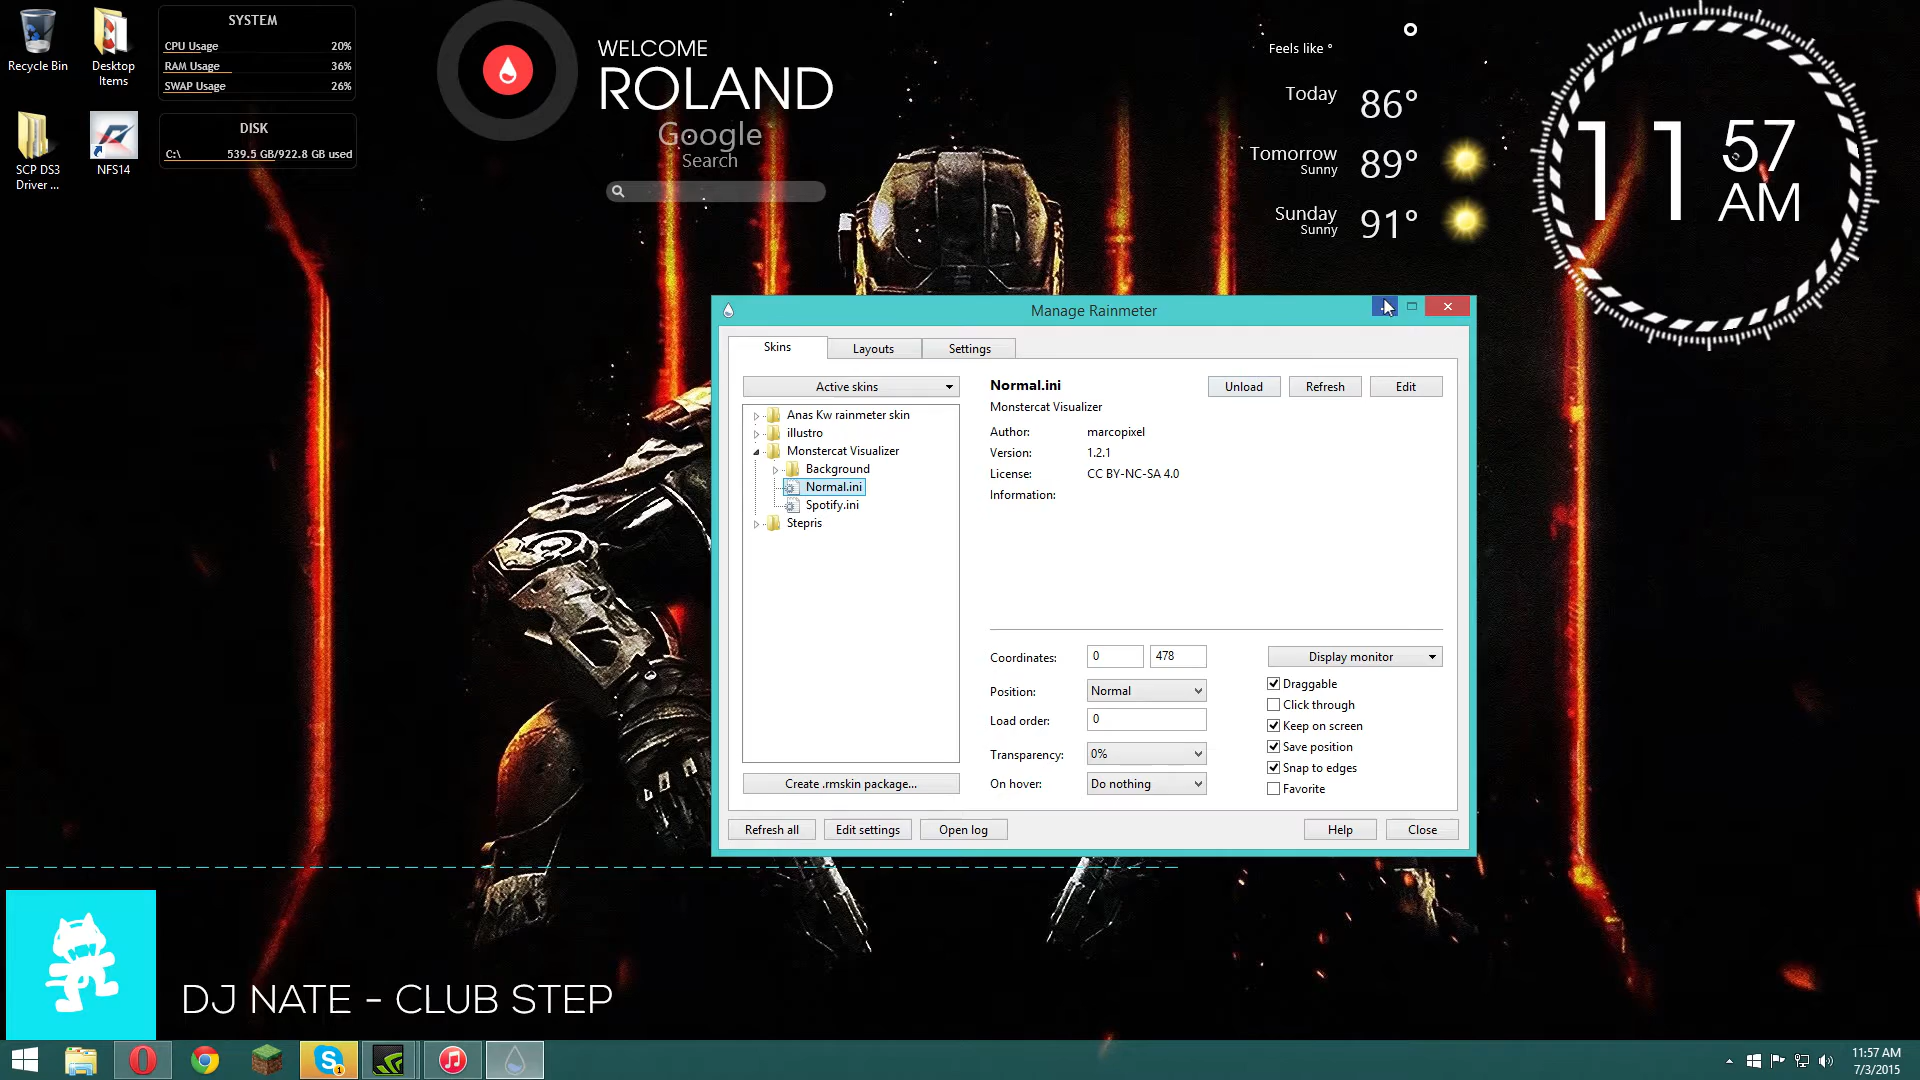 Recycle Bin
Desktop
Items
SCP DS3
Driver ...
NFS14
SYSTEM
CPU Usage 20%
RAM Usage 36%
SWAP Usage 26%
DISK
C:\ 539.5 GB/922.8 GB used
WELCOME
ROLAND
Google
Search
Feels like °
Today 86°
Tomorrow 89°
Sunny
Sunday 91°
Sunny
11 57
AM
Manage Rainmeter
Skins Layouts Settings
Active skins
Anas Kw rainmeter skin
illustro
Monstercat Visualizer
Background
Normal.ini
Spotify.ini
Stepris
Create .rmskin package...
Normal.ini Unload Refresh Edit
Monstercat Visualizer
Author: marcopixel
Version: 1.2.1
License: CC BY-NC-SA 4.0
Information:
Coordinates: 0 478 Display monitor
Position: Normal
Load order: 0
Transparency: 0%
On hover: Do nothing
Draggable
Click through
Keep on screen
Save position
Snap to edges
Favorite
Refresh all Edit settings Open log Help Close
DJ NATE - CLUB STEP
1
11:57 AM
7/3/2015